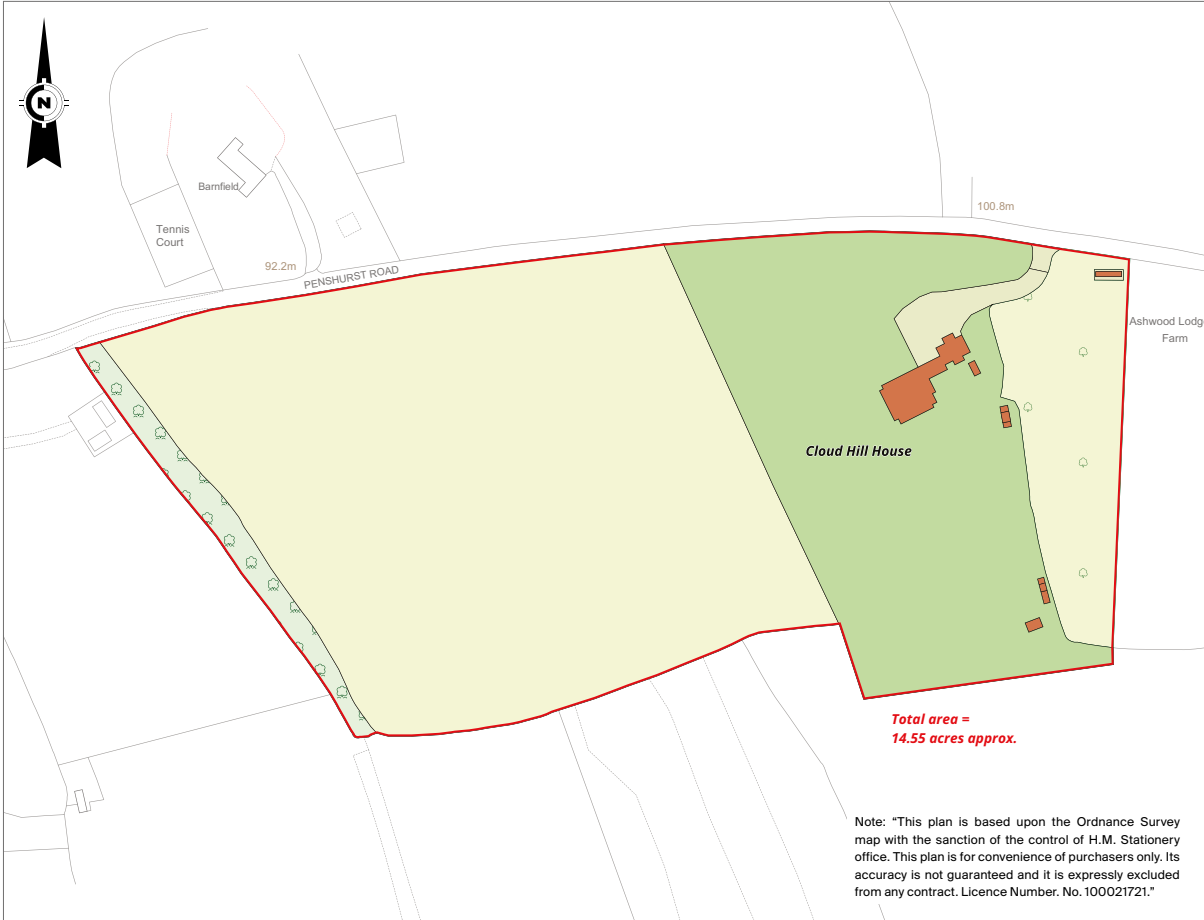 N
Barnfield
Tennis
Court
92.2m
PENSHURST ROAD
100.8m
Ashwood Lodg
Farm
Cloud Hill House
Total area =
14.55 acres approx.
Note: “This plan is based upon the Ordnance Survey
map with the sanction of the control of H.M. Stationery
office. This plan is for convenience of purchasers only. Its
accuracy is not guaranteed and it is expressly excluded
from any contract. Licence Number. No. 100021721.”